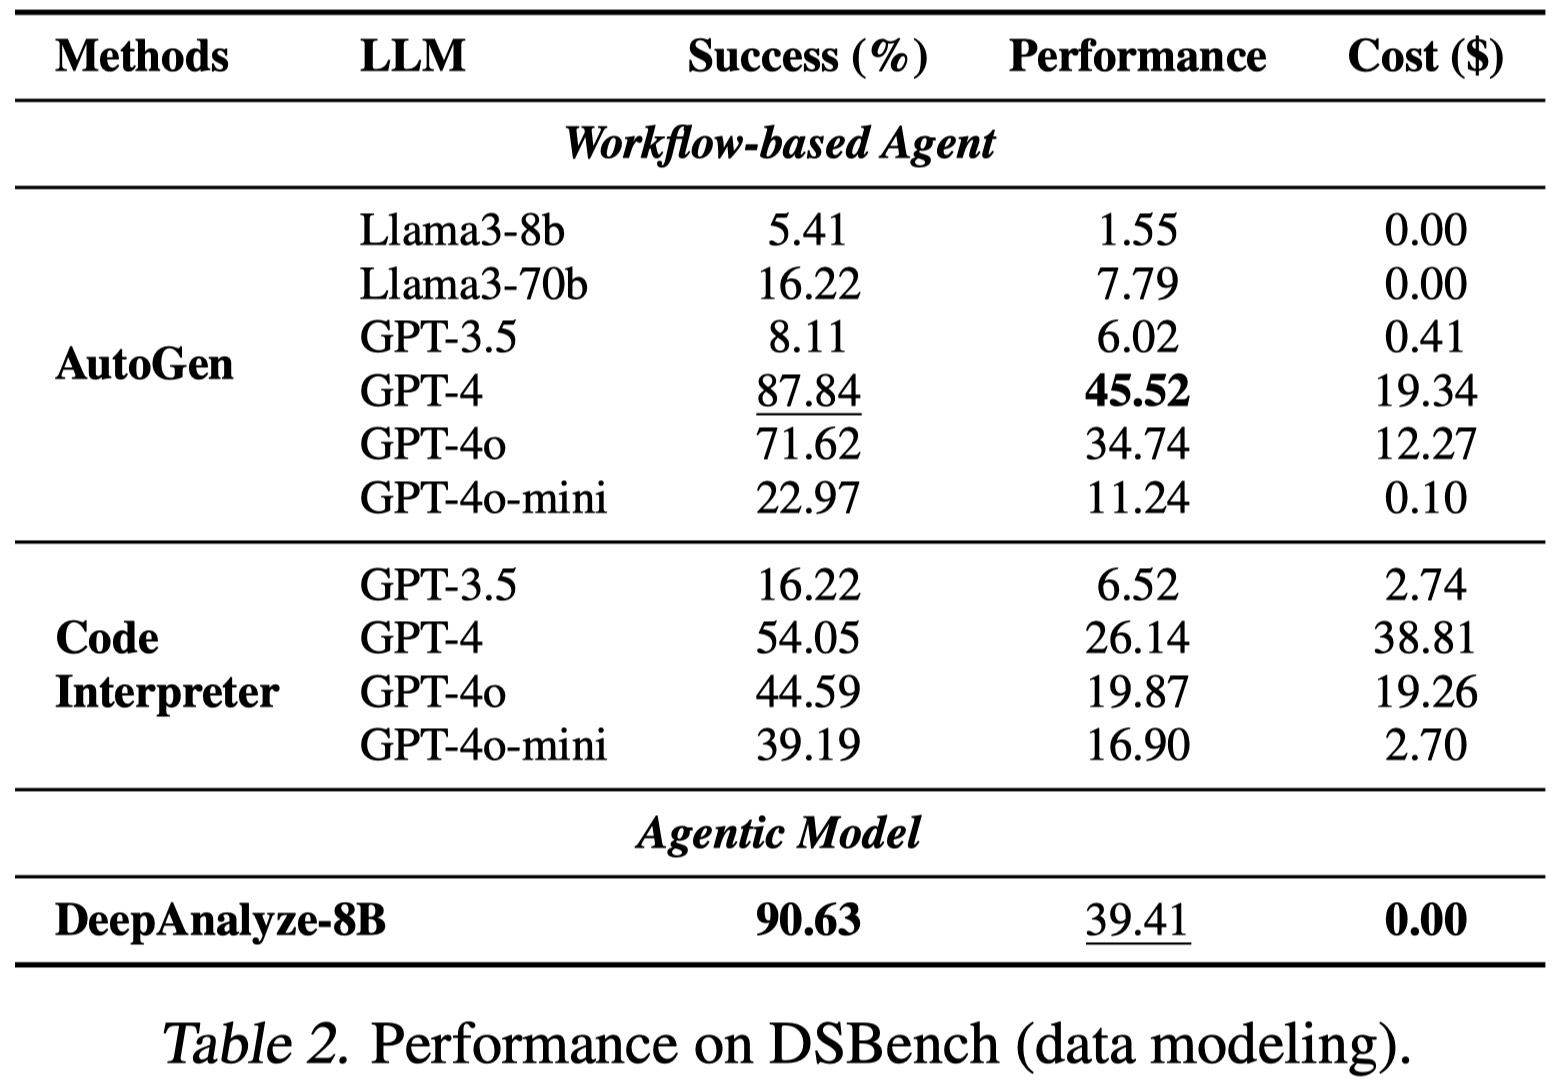 Methods LLM Success (%) Performance Cost ($)
Workflow-based Agent
Llama3-8b 5.41 1.55 0.00
Llama3-70b 16.22 7.79 0.00
GPT-3.5 8.11 6.02 0.41
AutoGen
GPT-4 87.84 45.52 19.34
GPT-4o 71.62 34.74 12.27
GPT-4o-mini 22.97 11.24 0.10
GPT-3.5 16.22 6.52 2.74
Code GPT-4 54.05 26.14 38.81
Interpreter GPT-4o 44.59 19.87 19.26
GPT-4o-mini 39.19 16.90 2.70
Agentic Model
DeepAnalyze-8B 90.63 39.41 0.00
Table 2. Performance on DSBench (data modeling).